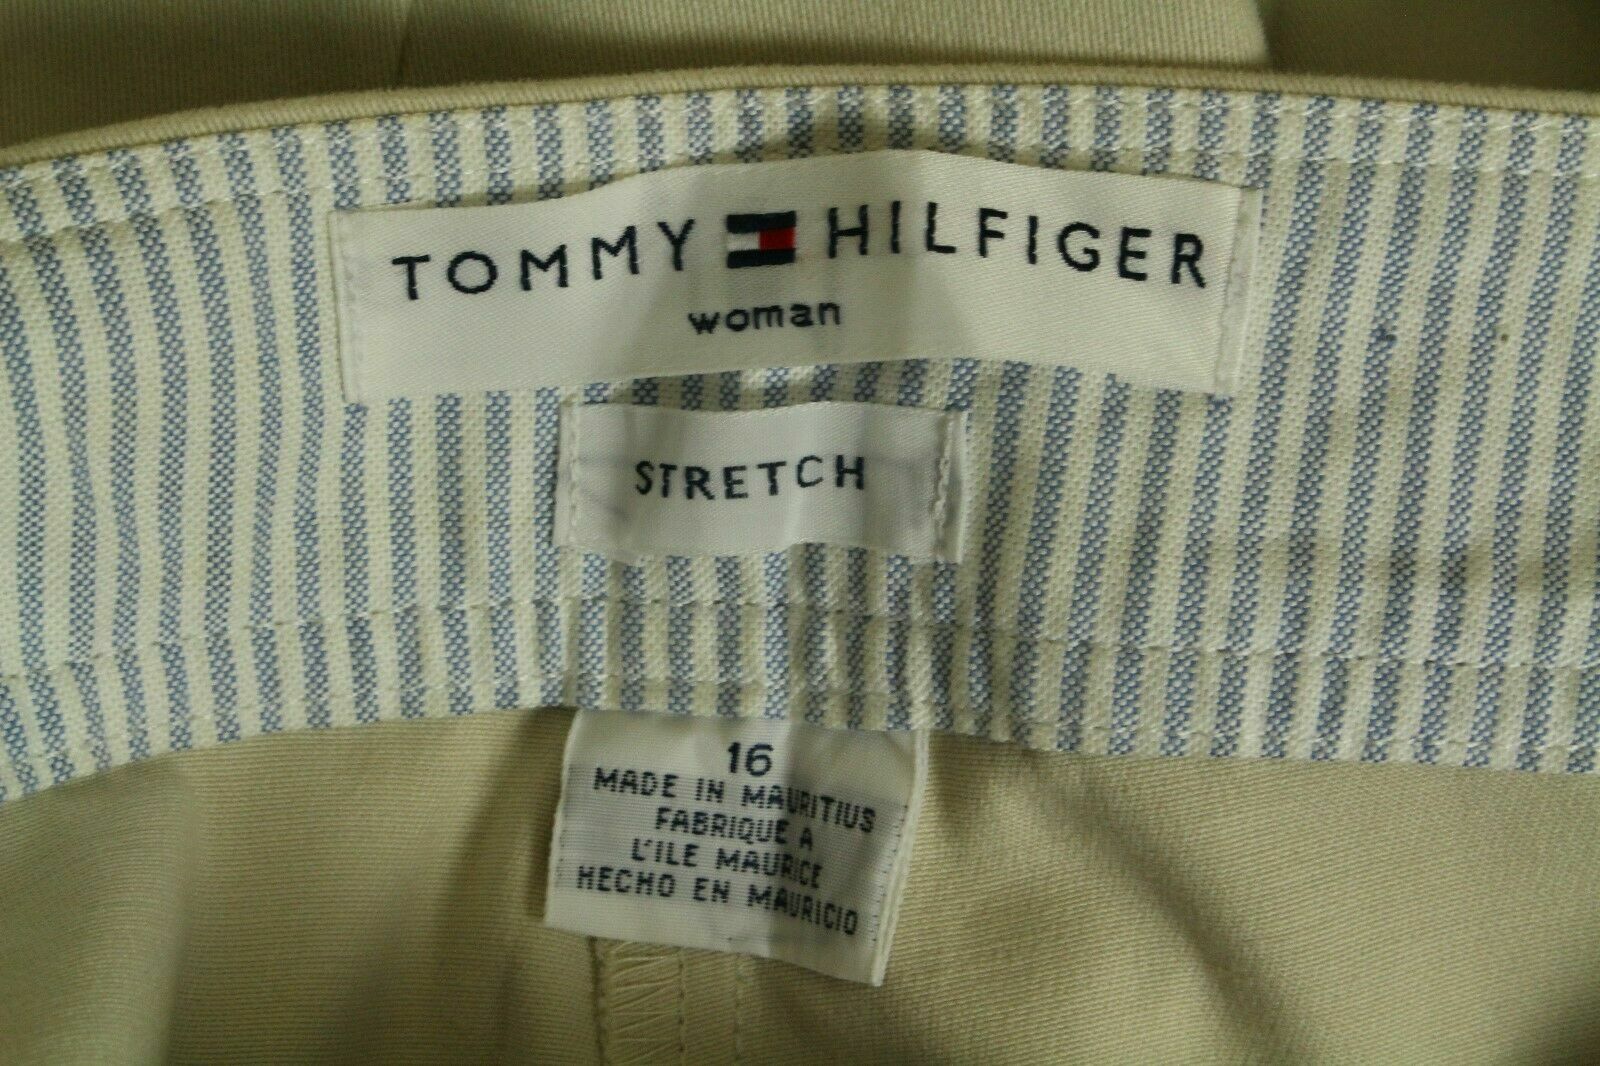 TOMMY HILFIGER
woman
STRETCH
16
MADE IN MAURITIUS
FABRIQUE A
L'ILE MAURICE
HECHO EN MAURICIO